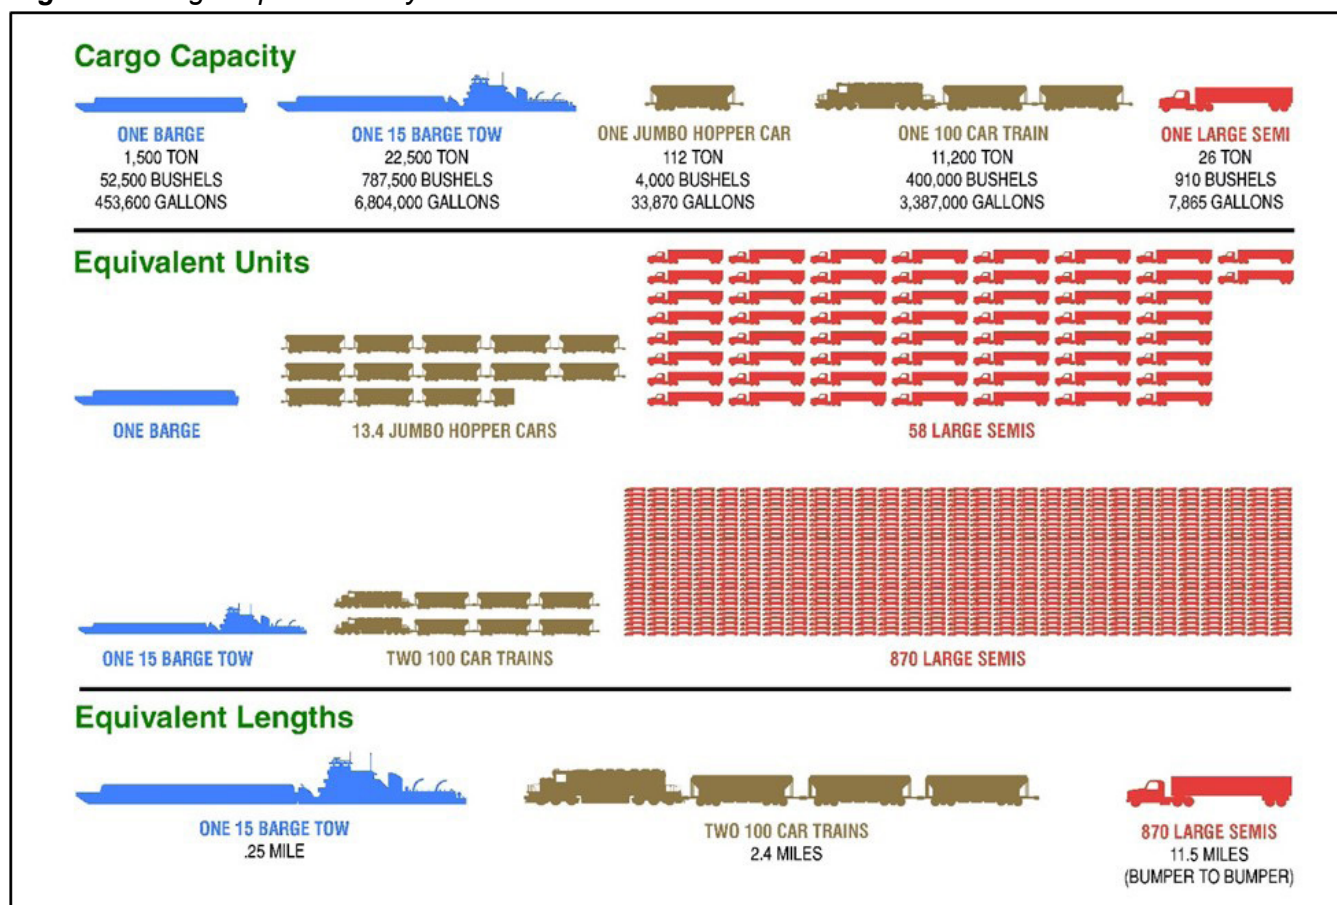 Cargo Capacity
ONE BARGE
1,500 TON
52,500 BUSHELS
453,600 GALLONS
ONE 15 BARGE TOW
22,500 TON
787,500 BUSHELS
6,804,000 GALLONS
ONE JUMBO HOPPER CAR
112 TON
4,000 BUSHELS
33,870 GALLONS
ONE 100 CAR TRAIN
11,200 TON
400,000 BUSHELS
3,387,000 GALLONS
ONE LARGE SEMI
26 TON
910 BUSHELS
7,865 GALLONS
Equivalent Units
ONE BARGE
13.4 JUMBO HOPPER CARS
58 LARGE SEMIS
ONE 15 BARGE TOW
TWO 100 CAR TRAINS
870 LARGE SEMIS
Equivalent Lengths
ONE 15 BARGE TOW
.25 MILE
TWO 100 CAR TRAINS
2.4 MILES
870 LARGE SEMIS
11.5 MILES
(BUMPER TO BUMPER)